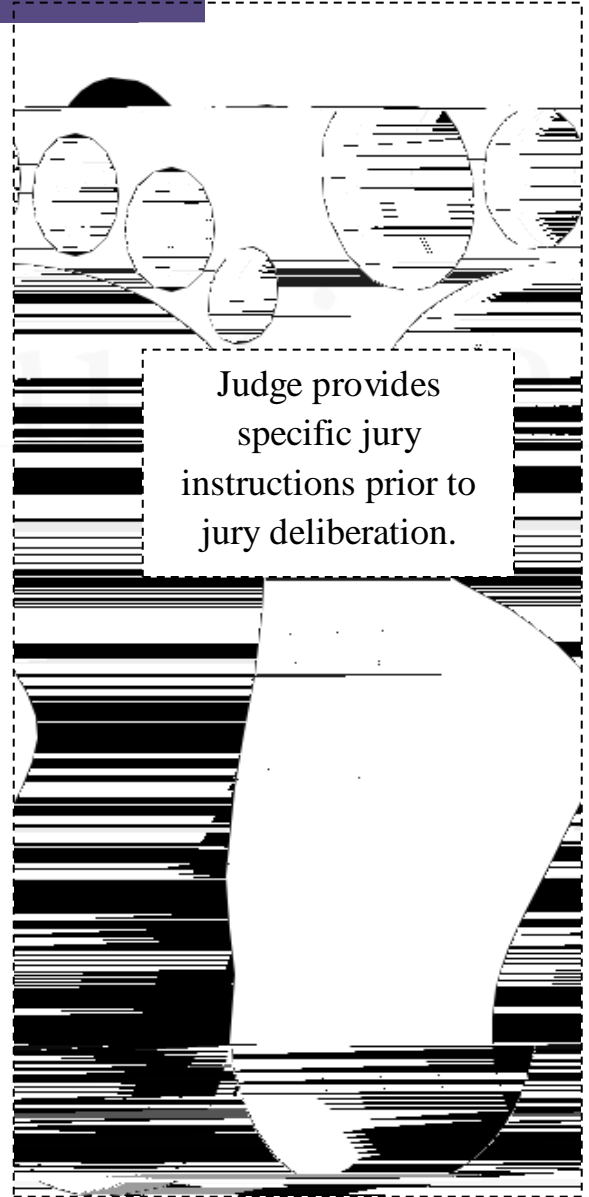 Judge provides
specific jury
instructions prior to
jury deliberation.